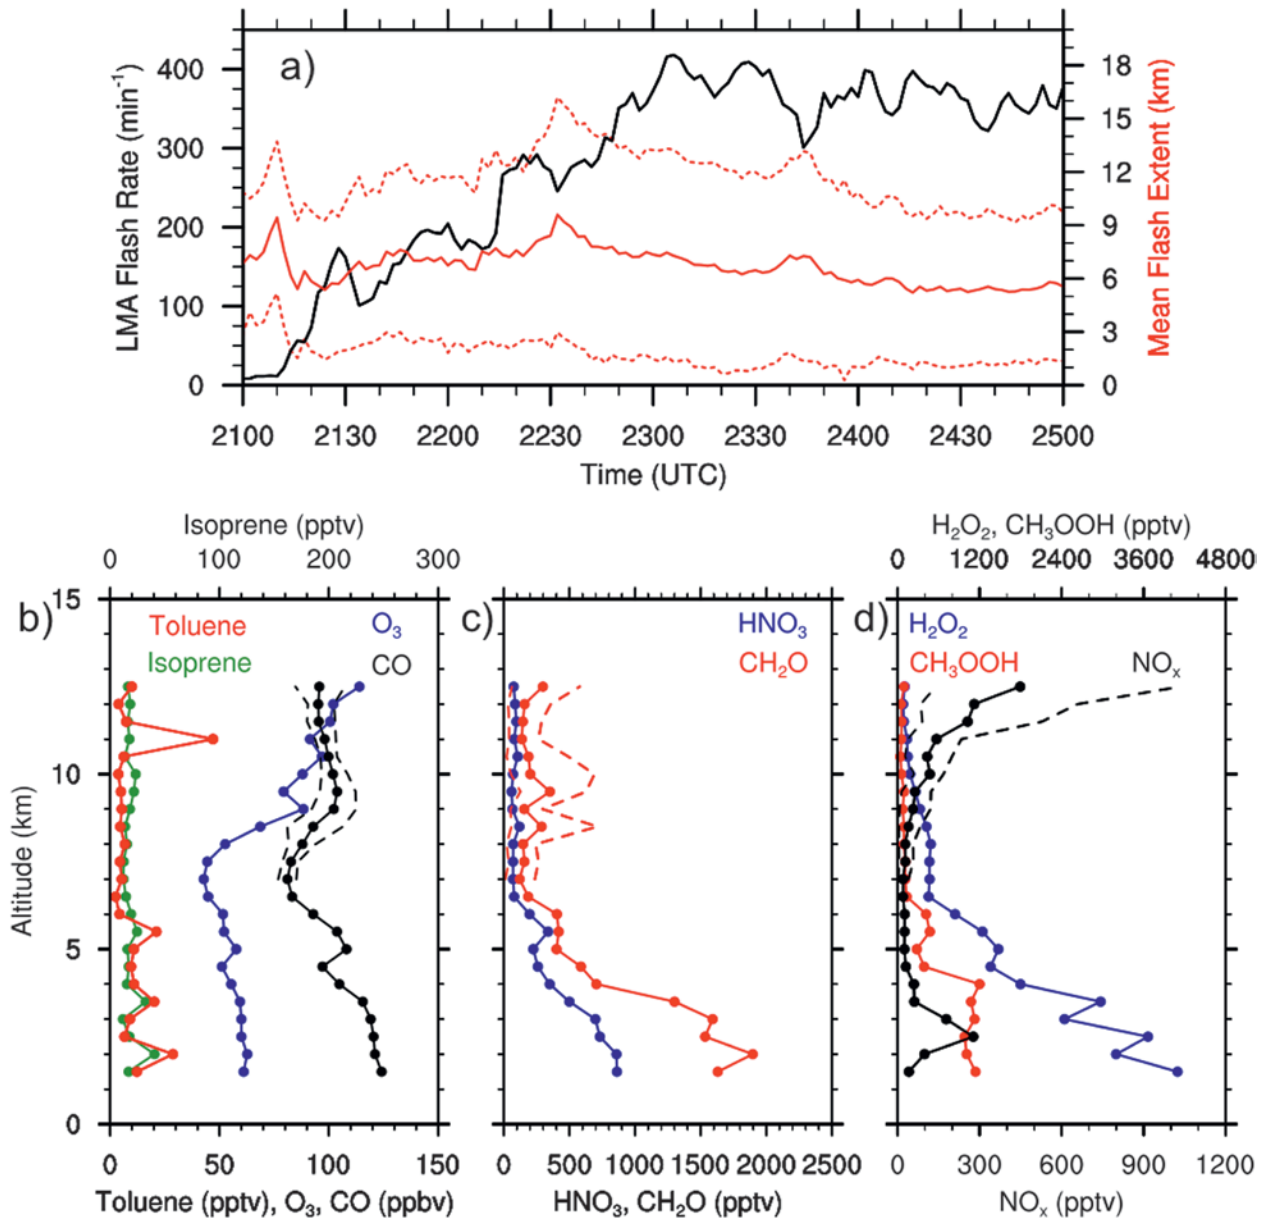 a)
LMA Flash Rate (min⁻¹)
400
300
200
100
0
18
15
12
9
6
3
0
Mean Flash Extent (km)
2100 2130 2200 2230 2300 2330 2400 2430 2500
Time (UTC)
Isoprene (pptv)
0 100 200 300
H₂O₂, CH₃OOH (pptv)
0 1200 2400 3600 4800
b)
15
10
5
0
Altitude (km)
Toluene
Isoprene
O₃
CO
c)
HNO₃
CH₂O
d)
H₂O₂
CH₃OOH
NOₓ
0 50 100 150
Toluene (pptv), O₃, CO (ppbv)
0 500 1000 1500 2000 2500
HNO₃, CH₂O (pptv)
0 300 600 900 1200
NOₓ (pptv)